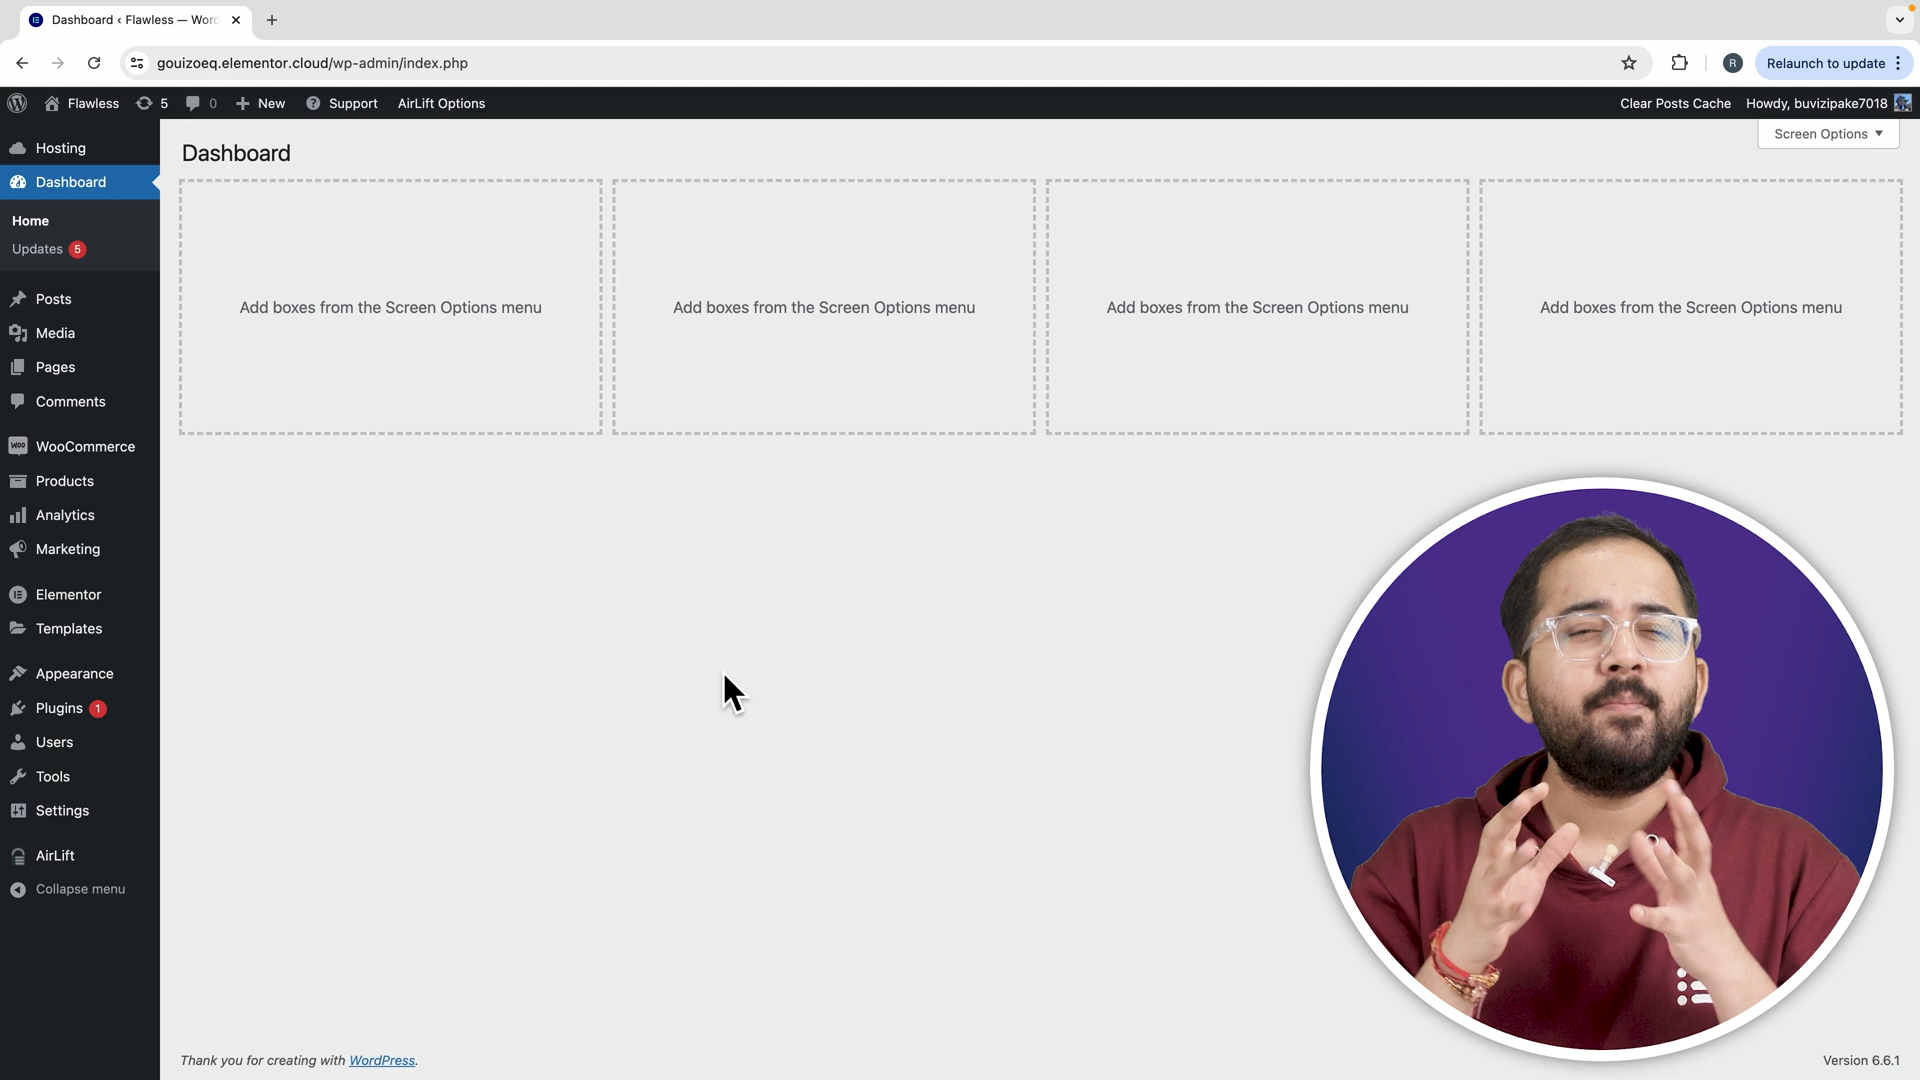 Dashboard ‹ Flawless — Word
gouizoeq.elementor.cloud/wp-admin/index.php
R
Relaunch to update
Flawless
5
0
New
Support
AirLift Options
Clear Posts Cache
Howdy, buvizipake7018
Screen Options
Hosting
Dashboard
Home
Updates 5
Posts
Media
Pages
Comments
WooCommerce
Products
Analytics
Marketing
Elementor
Templates
Appearance
Plugins 1
Users
Tools
Settings
AirLift
Collapse menu
Dashboard
Add boxes from the Screen Options menu
Add boxes from the Screen Options menu
Add boxes from the Screen Options menu
Add boxes from the Screen Options menu
Thank you for creating with WordPress.
Version 6.6.1